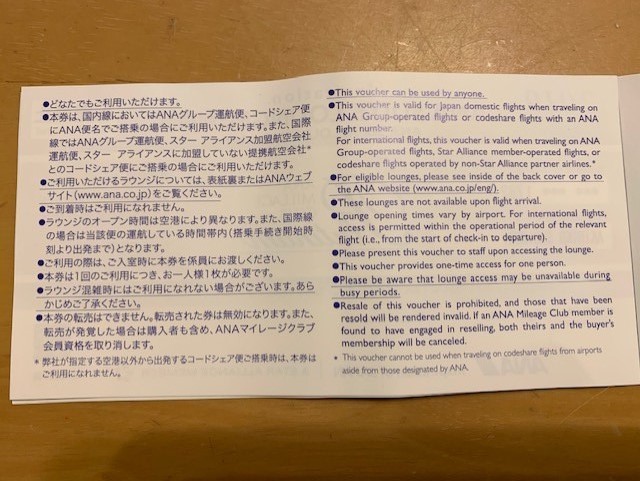 ●どなたでもご利用いただけます。
●本券は、国内線においてはANAグループ運航便、コードシェア便
にANA便名でご搭乗の場合にご利用いただけます。また、国際
線ではANAグループ運航便、スター アライアンス加盟航空会社
運航便、スター アライアンスに加盟していない提携航空会社*
とのコードシェア便にご搭乗の場合にご利用いただけます。
●ご利用いただけるラウンジについては、表紙裏またはANAウェブ
サイト(www.ana.co.jp)をご覧ください。
●ご到着時はご利用になれません。
●ラウンジのオープン時間は空港により異なります。また、国際線
の場合は当該便の運航している時間帯内(搭乗手続き開始時
刻より出発まで)となります。
●ご利用の際は、ご入室時に本券を係員にお渡しください。
●本券は1回のご利用につき、お一人様1枚が必要です。
●ラウンジ混雑時にはご利用になれない場合がございます。あら
かじめご了承ください。
●本券の転売はできません。転売された券は無効になります。また、
転売が発覚した場合は購入者も含め、ANAマイレージクラブ
会員資格を取り消します。
* 弊社が指定する空港以外から出発するコードシェア便ご搭乗時は、本券は
ご利用になれません。
●This voucher can be used by anyone.
●This voucher is valid for Japan domestic flights when traveling on
ANA Group-operated flights or codeshare flights with an ANA
flight number.
For international flights, this voucher is valid when traveling on ANA
Group-operated flights, Star Alliance member-operated flights, or
codeshare flights operated by non-Star Alliance partner airlines.*
●For eligible lounges, please see inside of the back cover or go to
the ANA website (www.ana.co.jp/eng/).
●These lounges are not available upon flight arrival.
●Lounge opening times vary by airport. For international flights,
access is permitted within the operational period of the relevant
flight (i.e., from the start of check-in to departure).
●Please present this voucher to staff upon accessing the lounge.
●This voucher provides one-time access for one person.
●Please be aware that lounge access may be unavailable during
busy periods.
●Resale of this voucher is prohibited, and those that have been
resold will be rendered invalid. If an ANA Mileage Club member is
found to have engaged in reselling, both theirs and the buyer's
membership will be canceled.
* This voucher cannot be used when traveling on codeshare flights from airports
aside from those designated by ANA.